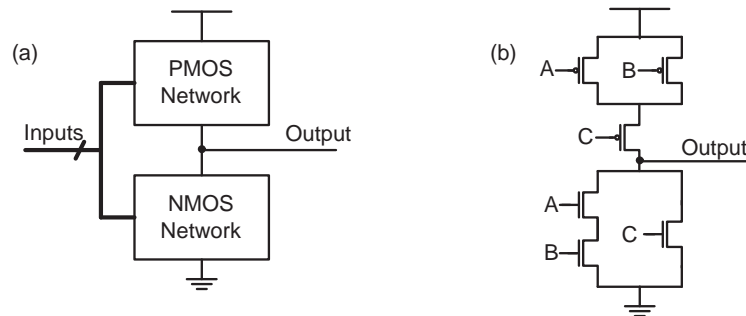 (a)
PMOS
Network
Inputs
Output
NMOS
Network
(b)
A
B
C
Output
A
B
C